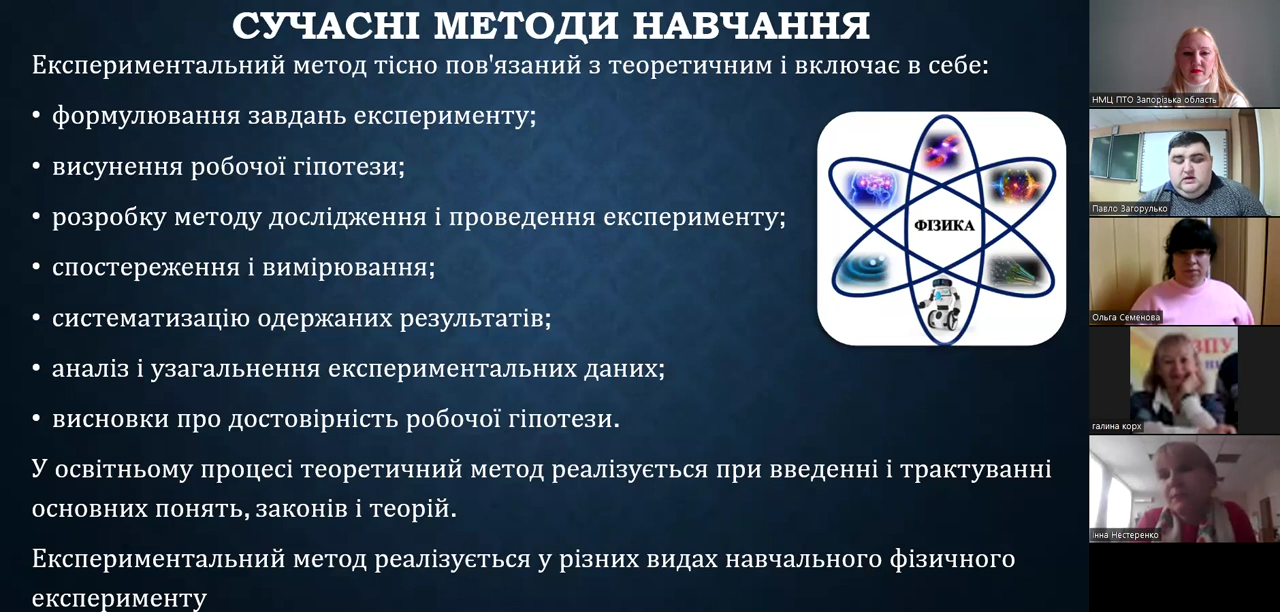 СУЧАСНІ МЕТОДИ НАВЧАННЯ
Експериментальний метод тісно пов'язаний з теоретичним і включає в себе:
• формулювання завдань експерименту;
• висунення робочої гіпотези;
• розробку методу дослідження і проведення експерименту;
• спостереження і вимірювання;
• систематизацію одержаних результатів;
• аналіз і узагальнення експериментальних даних;
• висновки про достовірність робочої гіпотези.
У освітньому процесі теоретичний метод реалізується при введенні і трактуванні
основних понять, законів і теорій.
Експериментальний метод реалізується у різних видах навчального фізичного
експерименту
ФІЗИКА
НМЦ ПТО Запорізька область
Павло Загорулько
Ольга Семенова
ЗПУ
галина корх
Інна Нестеренко